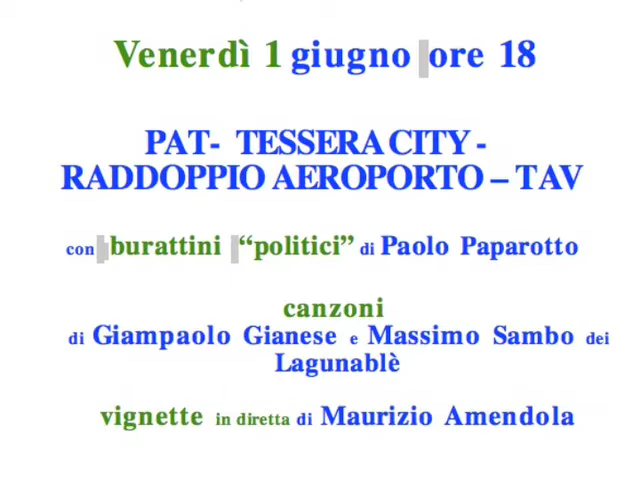 Venerdì 1 giugno ore 18
PAT- TESSERA CITY -
RADDOPPIO AEROPORTO – TAV
con burattini “politici” di Paolo Paparotto
canzoni
di Giampaolo Gianese e Massimo Sambo dei
Lagunablè
vignette in diretta di Maurizio Amendola